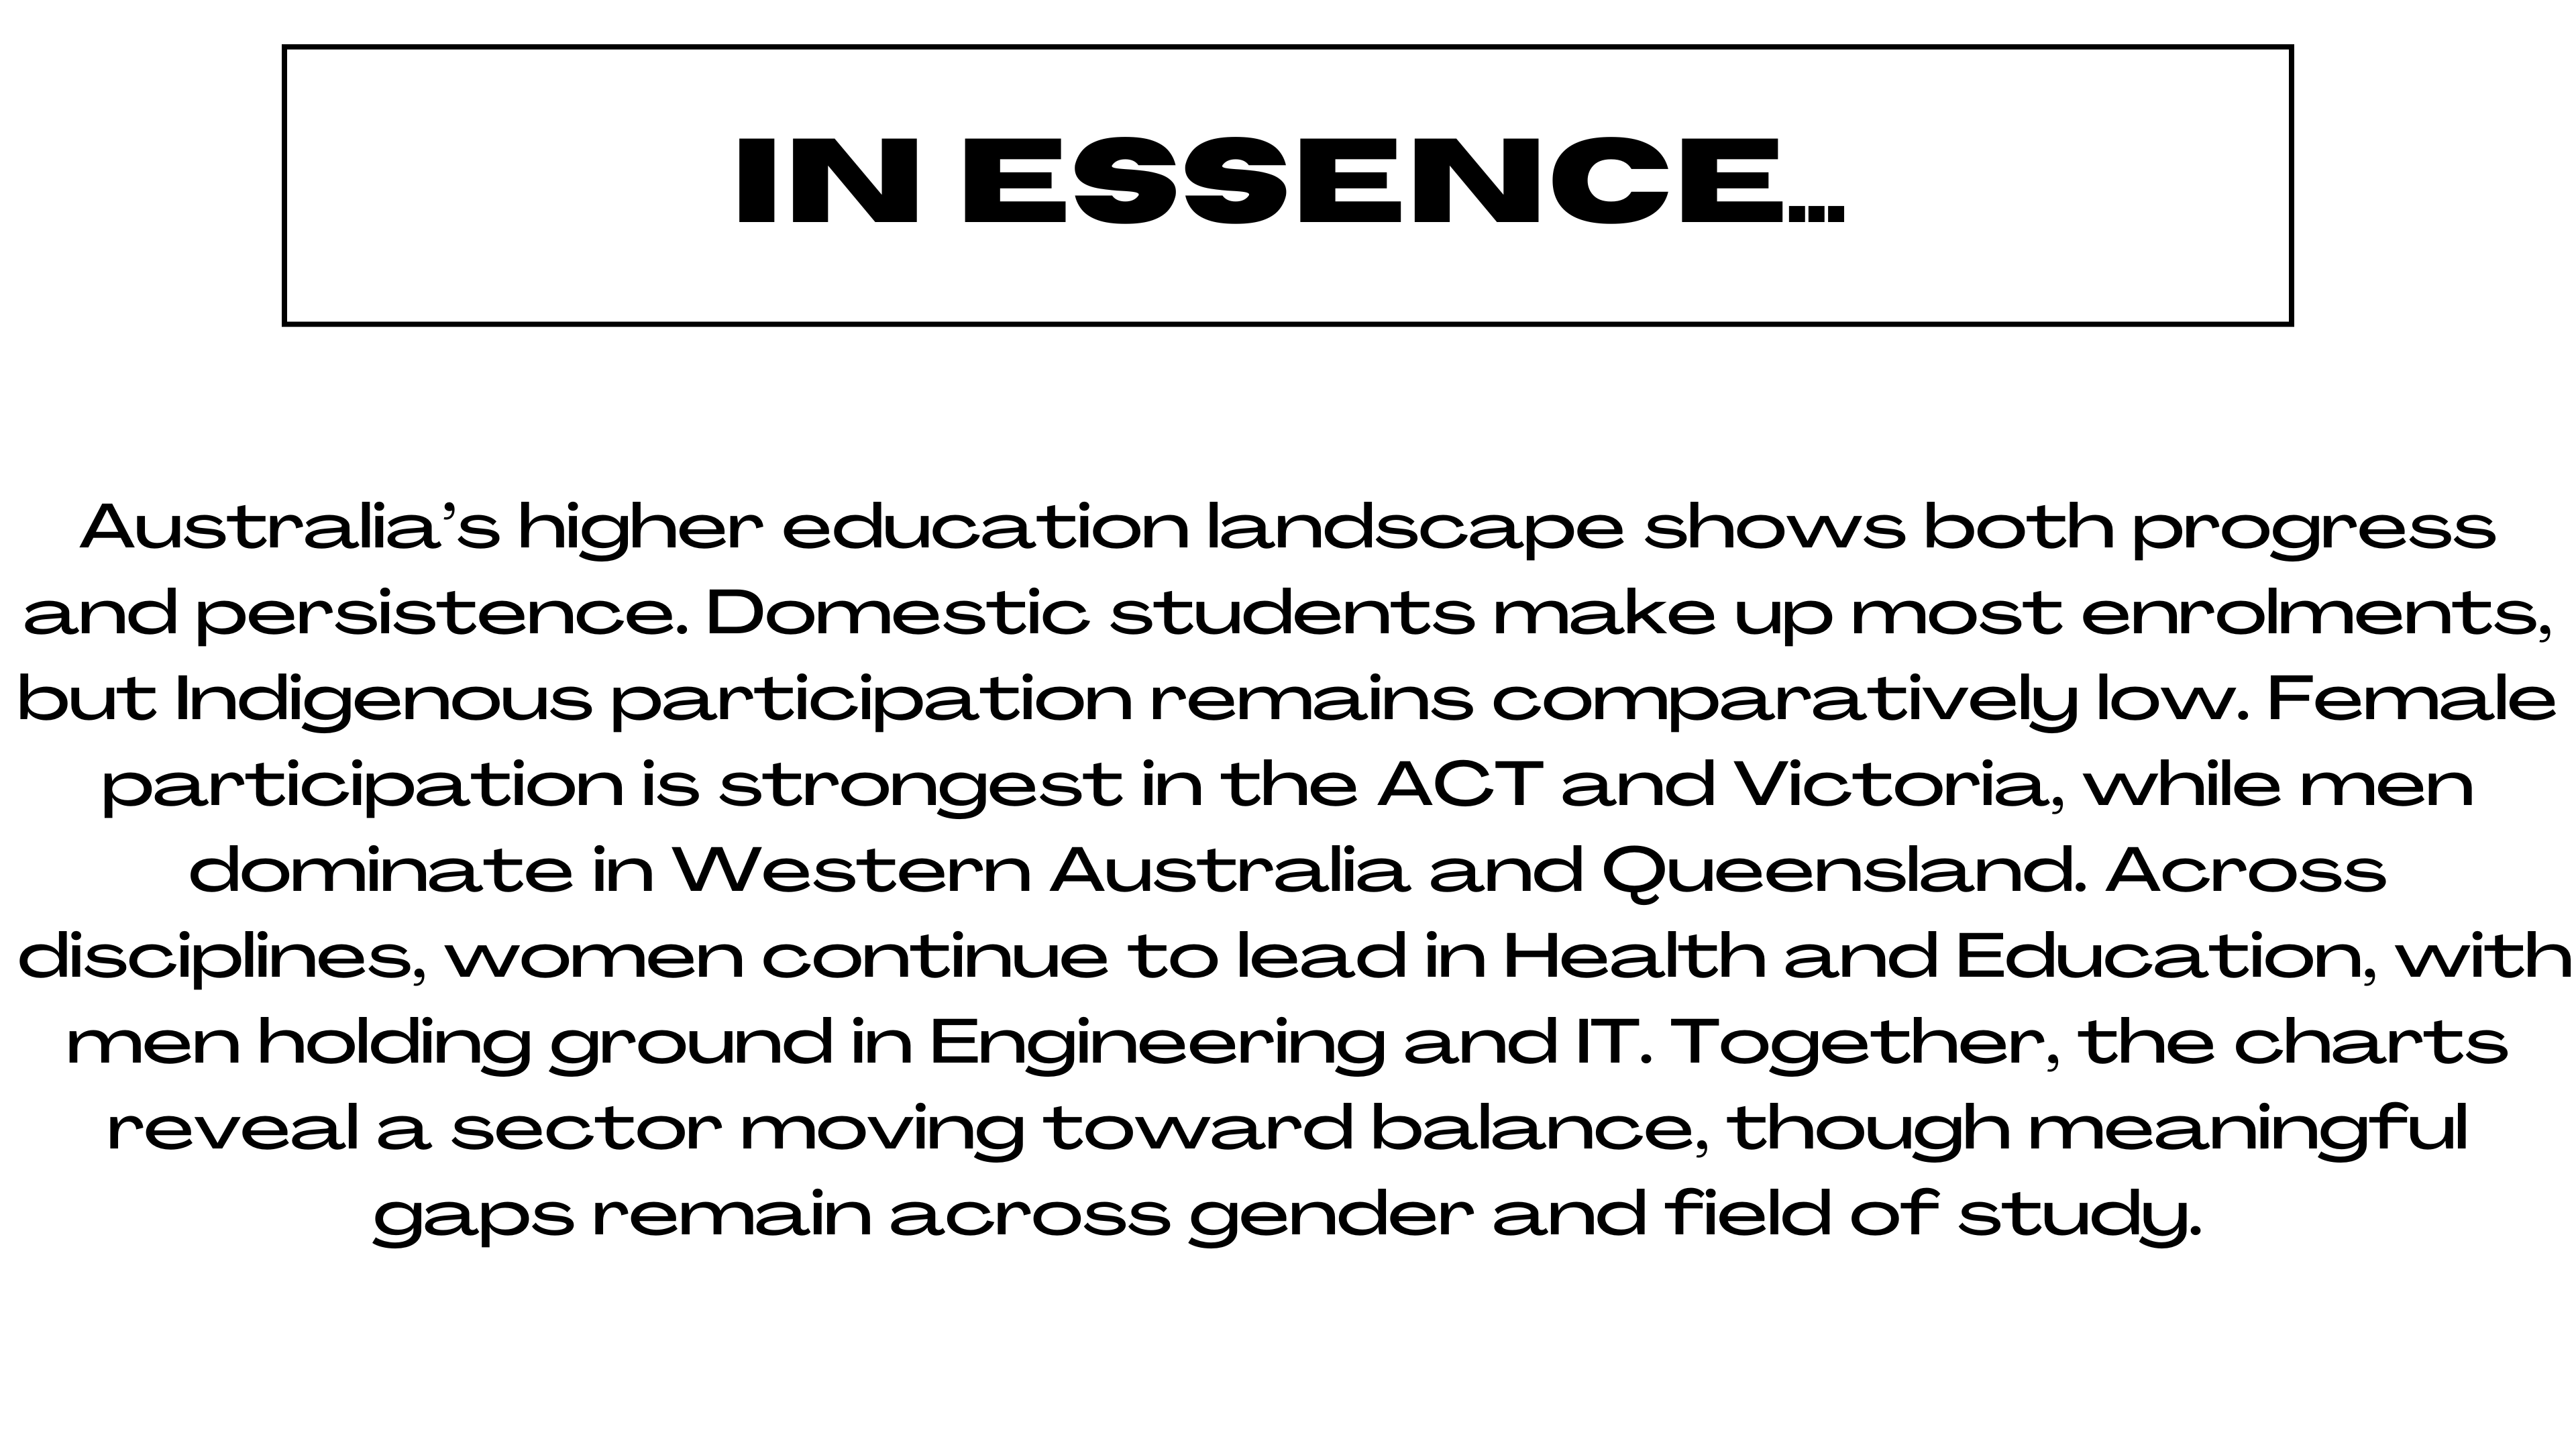 IN ESSENCE...
Australia’s higher education landscape shows both progress
and persistence. Domestic students make up most enrolments,
but Indigenous participation remains comparatively low. Female
participation is strongest in the ACT and Victoria, while men
dominate in Western Australia and Queensland. Across
disciplines, women continue to lead in Health and Education, with
men holding ground in Engineering and IT. Together, the charts
reveal a sector moving toward balance, though meaningful
gaps remain across gender and field of study.